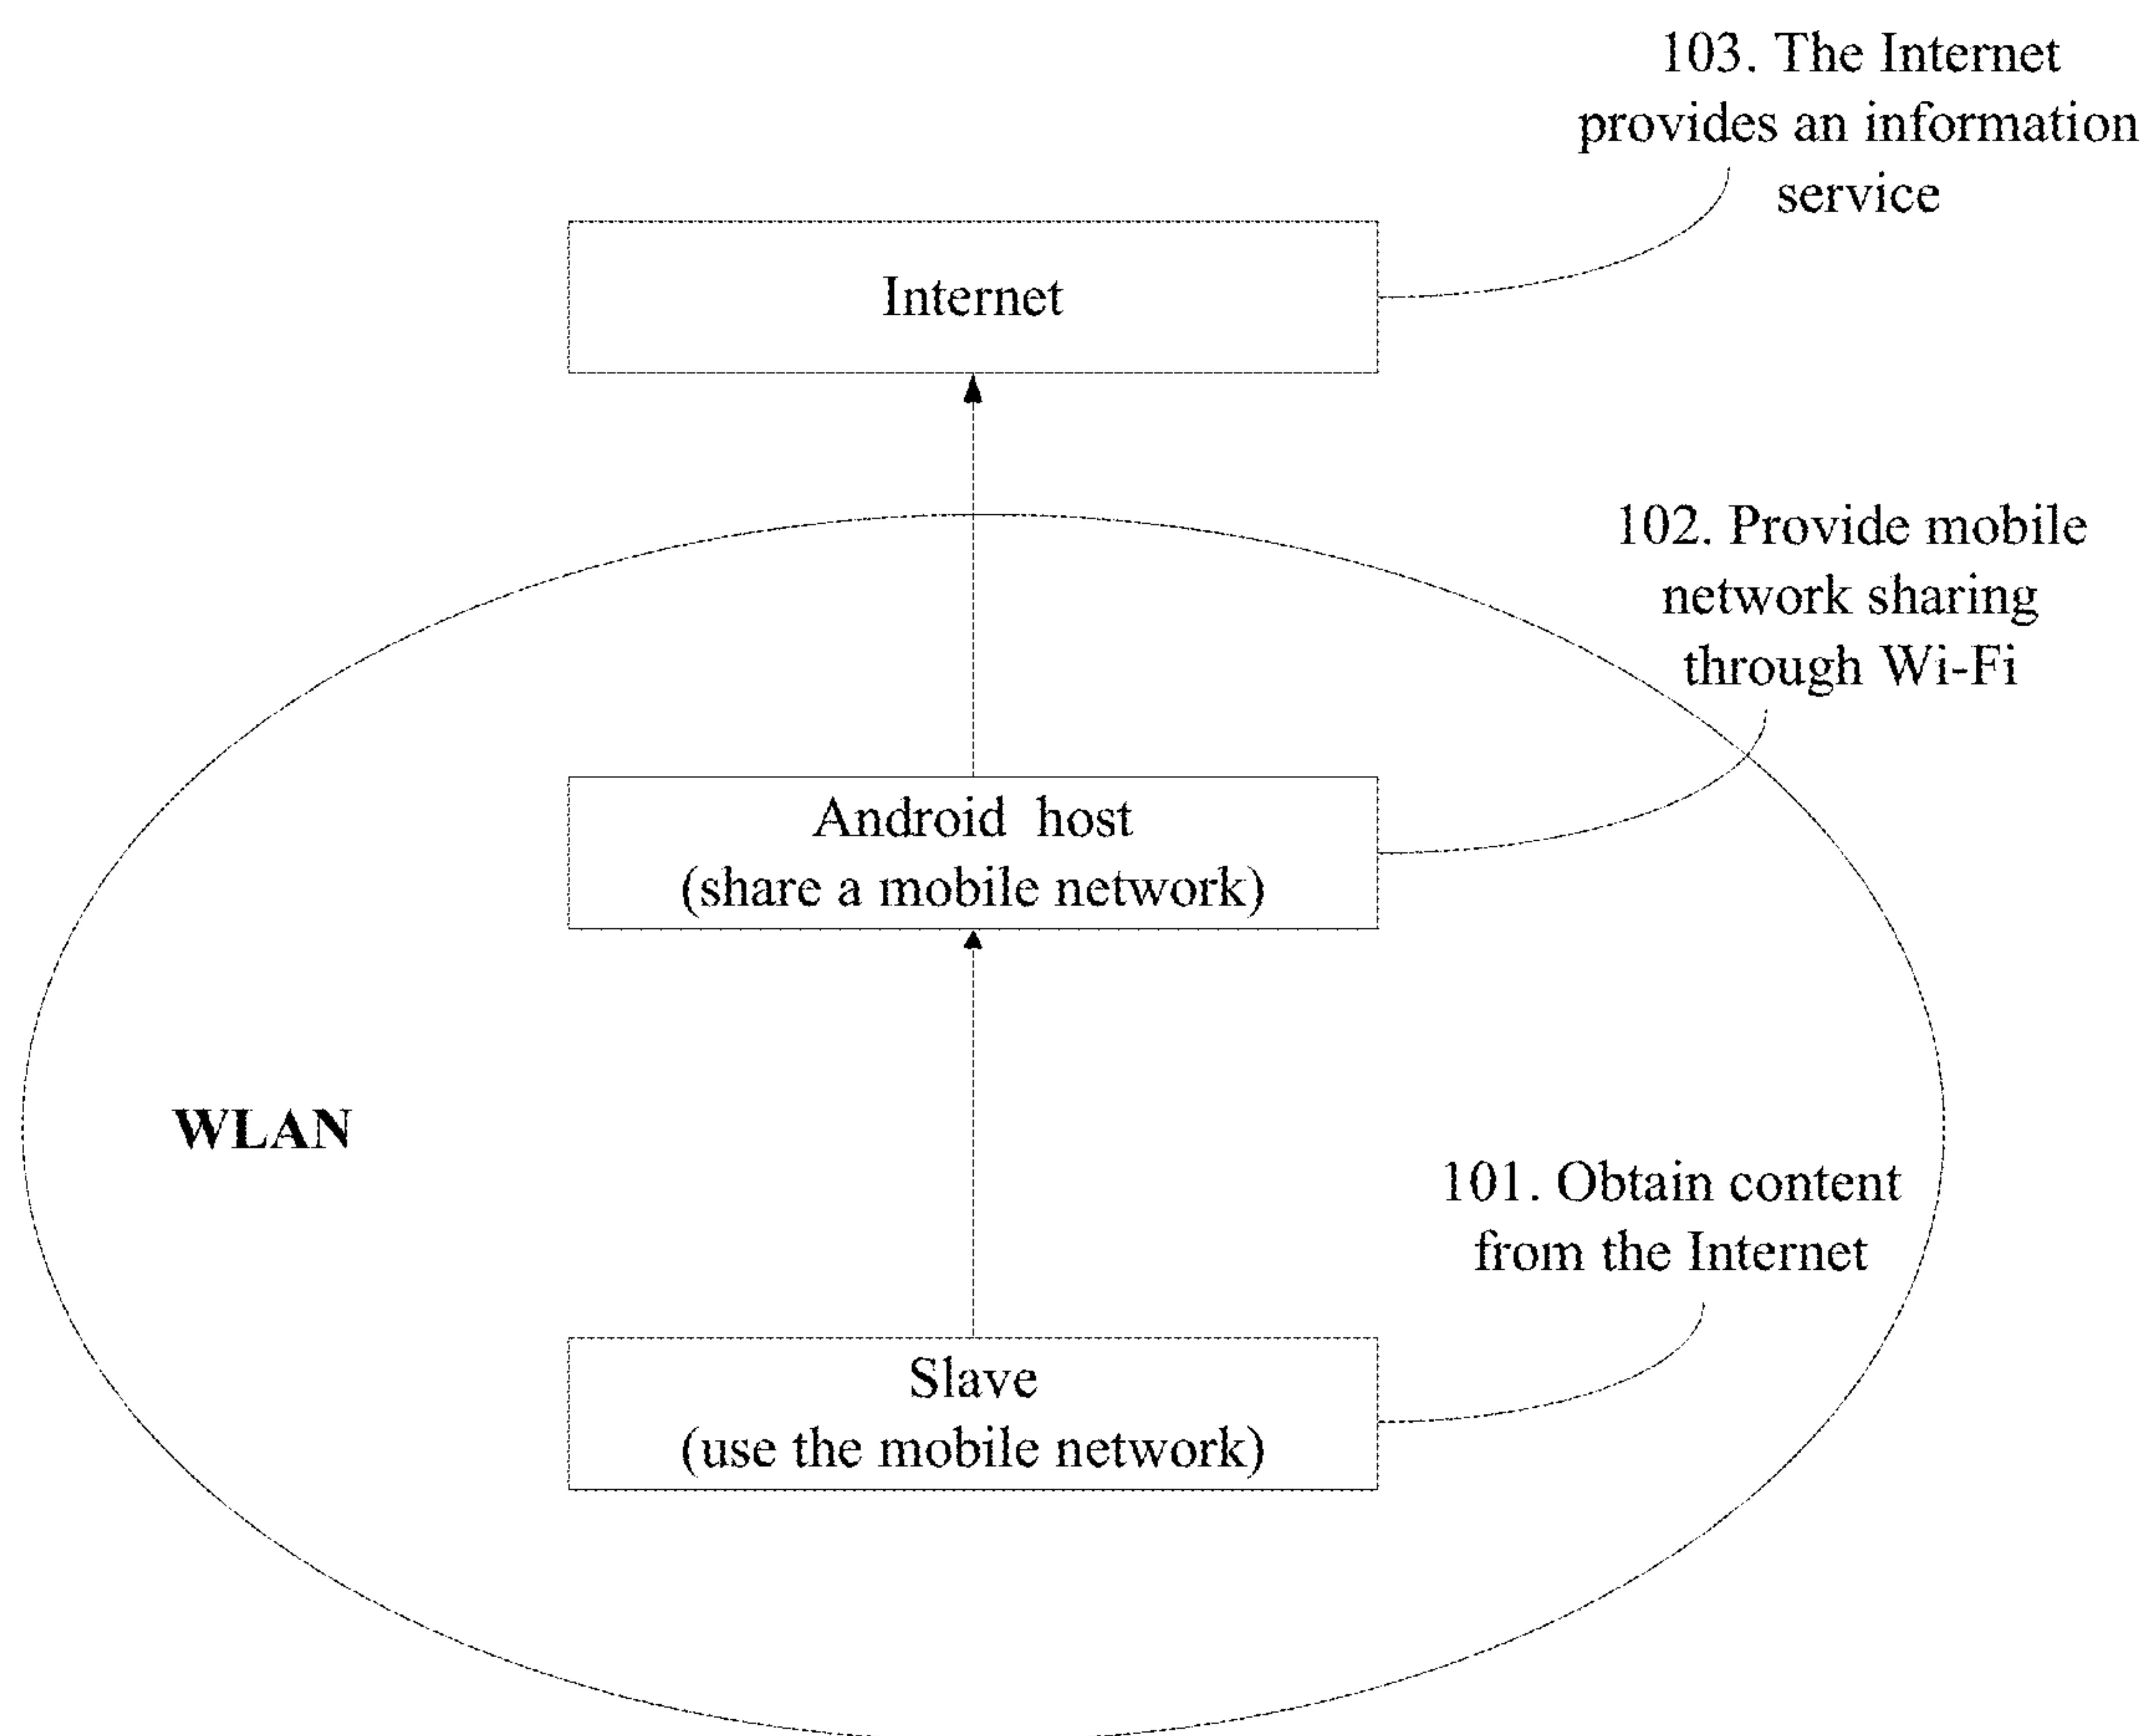 103. The Internet
provides an information
service
Internet
102. Provide mobile
network sharing
through Wi-Fi
Android host
(share a mobile network)
WLAN
101. Obtain content
from the Internet
Slave
(use the mobile network)